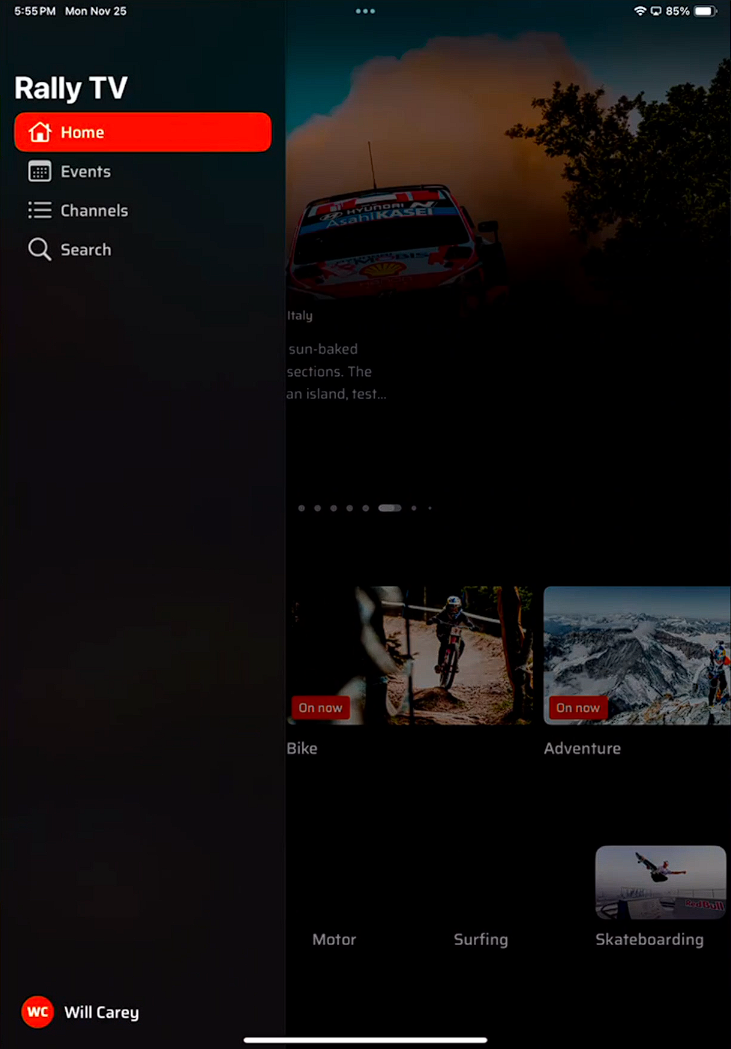 5:55 PM Mon Nov 25
85%
Rally TV
Home
Events
Channels
Search
HYUNDAI N
AsahiKASEI
Italy
sun-baked
sections. The
an island, test...
On now
On now
Bike
Adventure
Motor
Surfing
Skateboarding
WC Will Carey